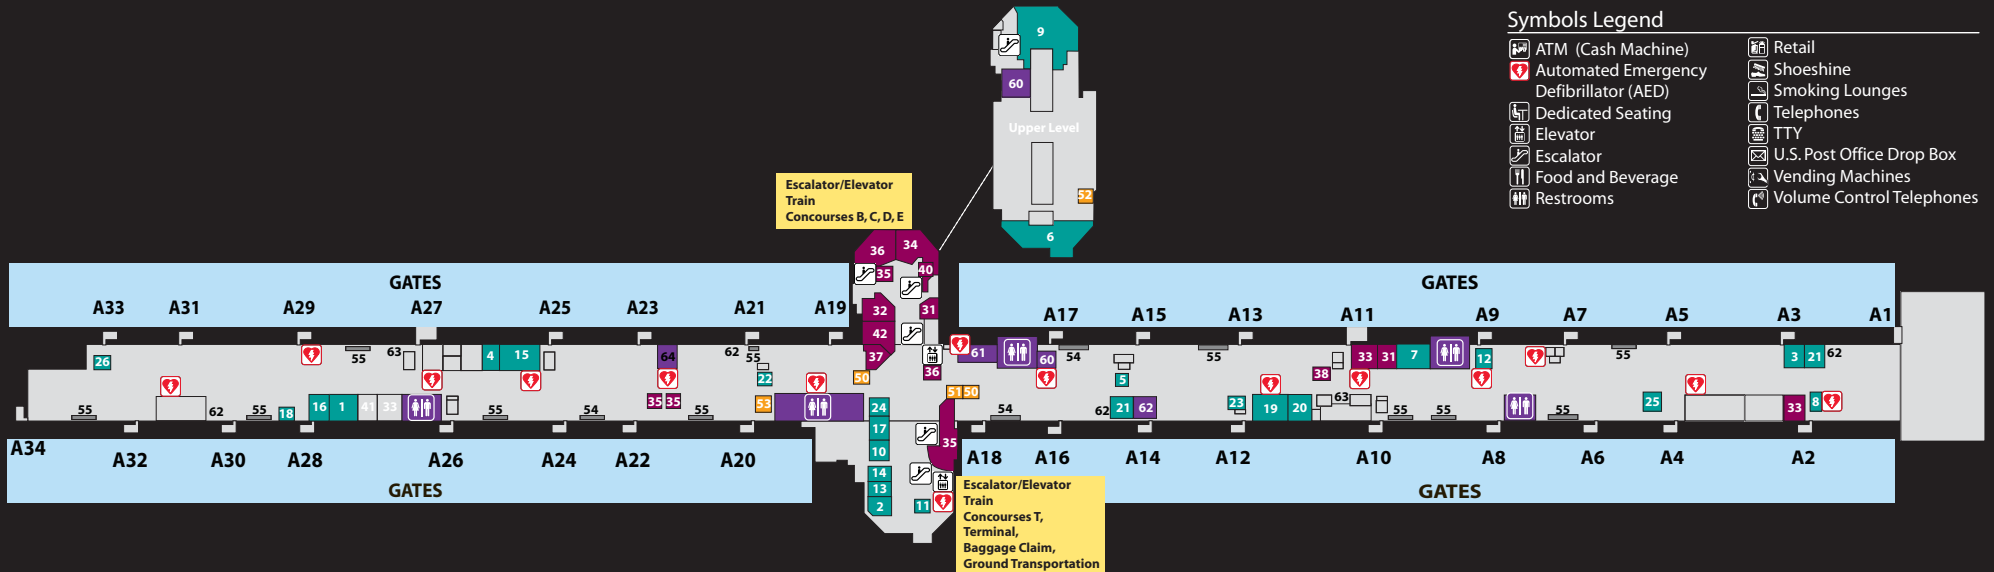 Symbols Legend
ATM (Cash Machine)
Automated Emergency
Defibrillator (AED)
Dedicated Seating
Elevator
Escalator
Food and Beverage
Restrooms
Retail
Shoeshine
Smoking Lounges
Telephones
TTY
U.S. Post Office Drop Box
Vending Machines
Volume Control Telephones
9
60
Upper Level
52
6
Escalator/Elevator
Train
Concourses B, C, D, E
36 34
35 40
32 31
42
37
36
GATES
A33 A31 A29 A27 A25 A23 A21 A19
GATES
A17 A15 A13 A11 A9 A7 A5 A3 A1
26 55 63 4 15 64 62 55 22 50
61 60 54 5 55 38 33 31 7 12 55 3 21 62
55 62 55 18 16 1 41 33 55 54 35 35 55 53
24
17
10
14
13
2
11
51 50
35
54 62 21 62 23 19 20 63 55 55 55 25 33 8
A34 A32 A30 A28 A26 A24 A22 A20
GATES
A18 A16 A14 A12 A10 A8 A6 A4 A2
GATES
Escalator/Elevator
Train
Concourses T,
Terminal,
Baggage Claim,
Ground Transportation